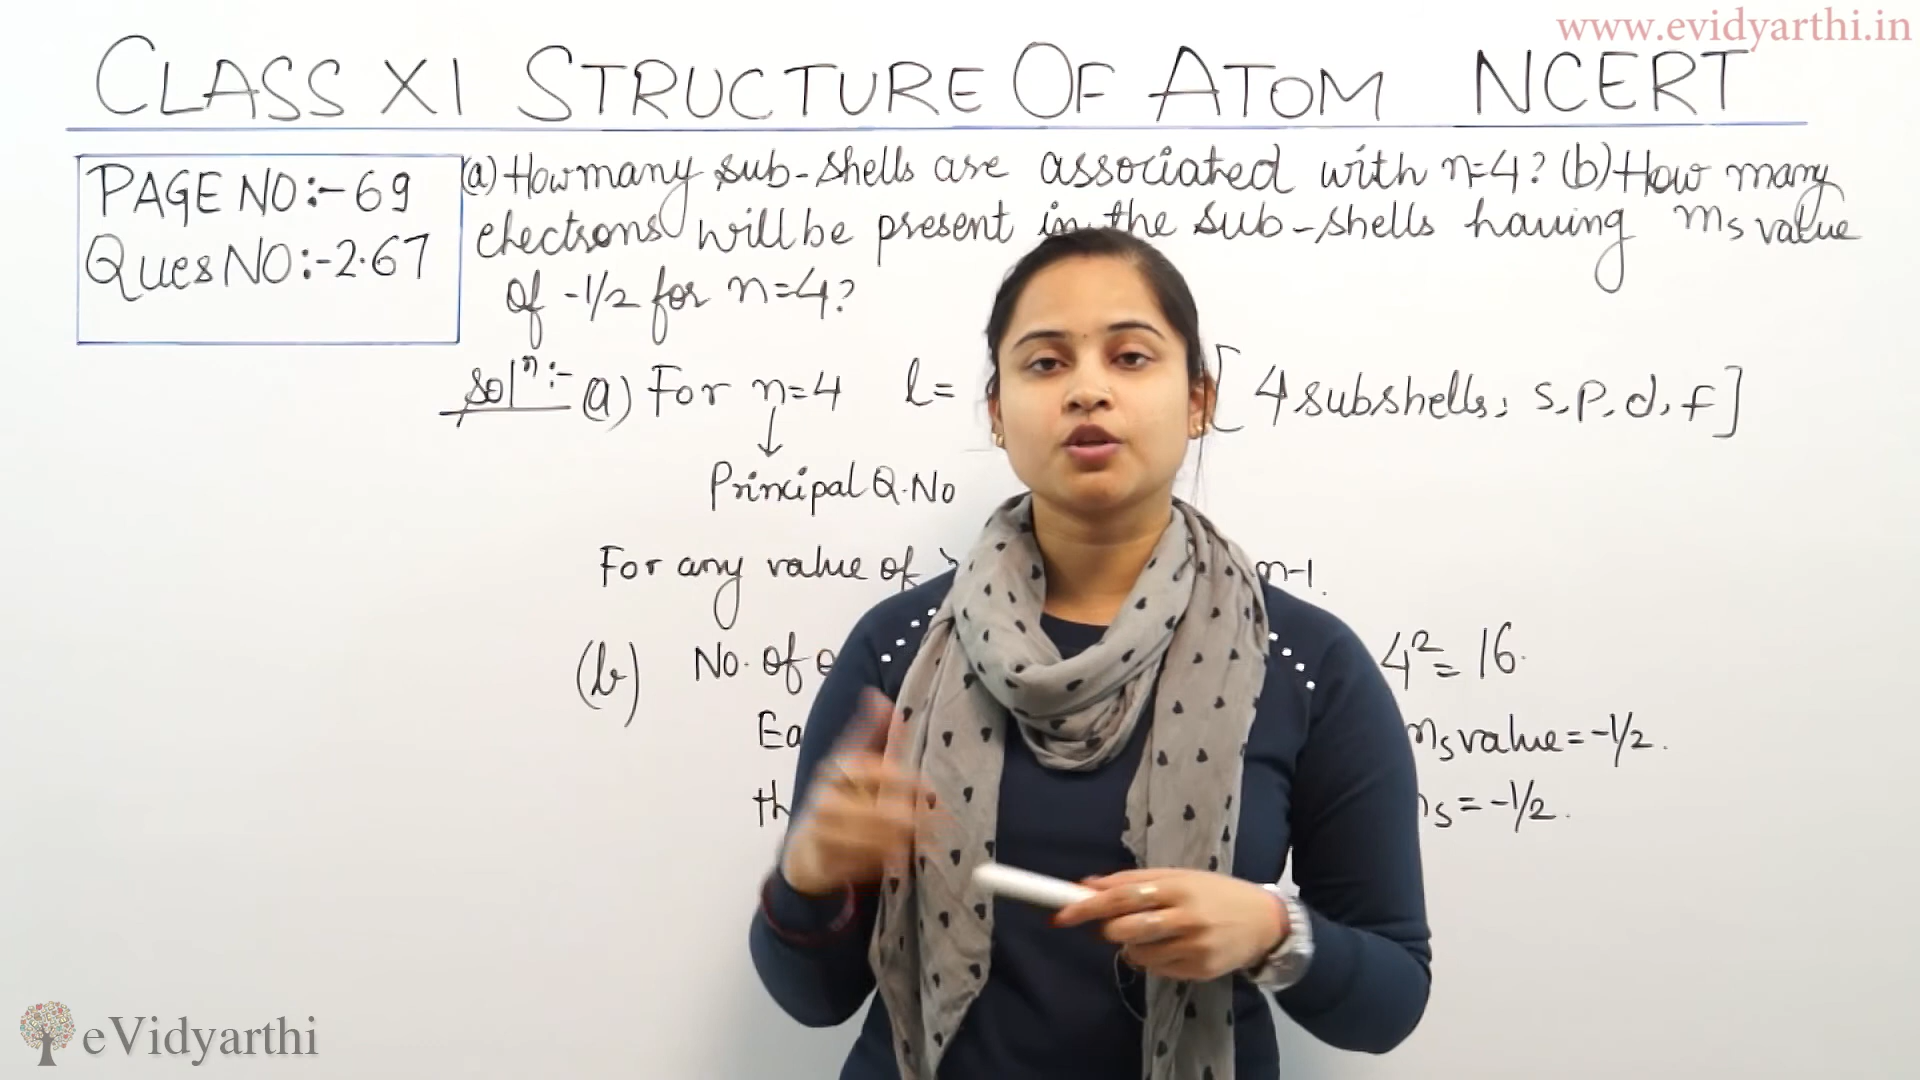 www.evidyarthi.in
CLASS XI STRUCTURE OF ATOM NCERT
PAGE NO:-69
Ques NO:-2.67
(a) How many sub-shells are associated with n=4? (b) How many
electrons will be present in the sub-shells having ms value
of -1/2 for n=4?
Solⁿ:- (a) For n=4 l= [4 subshells; s, p, d, f]
Principal Q.No
For any value of n-1.
(b) No. of 4²=16.
ms value = -1/2.
s = -1/2.
eVidyarthi